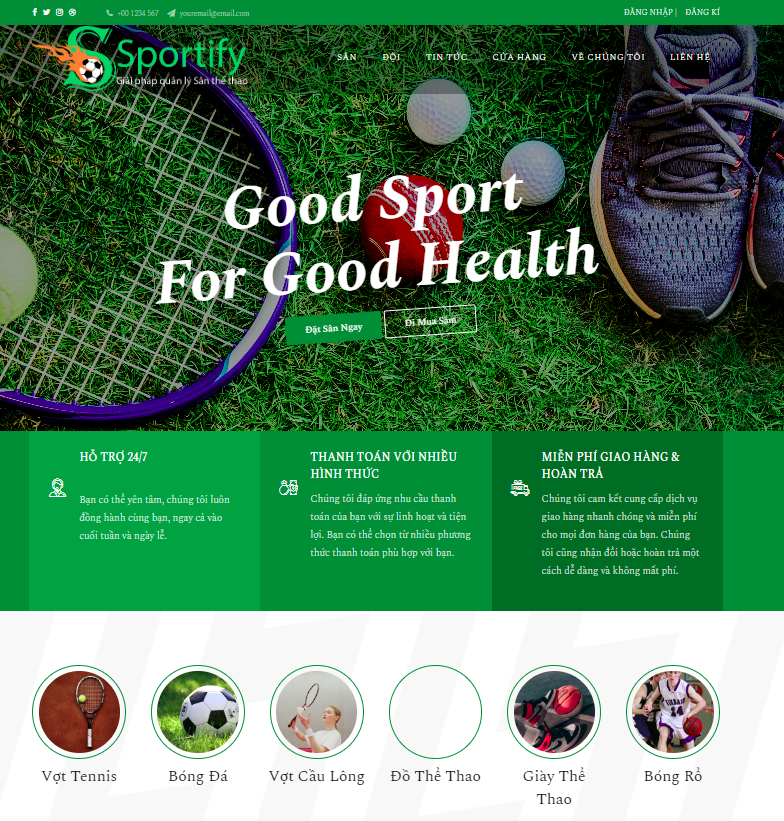 +00 1234 567 youremail@email.com ĐĂNG NHẬP | ĐĂNG KÍ
Sportify
Giải pháp quản lý Sân thể thao
SÂN ĐỘI TIN TỨC CỬA HÀNG VỀ CHÚNG TÔI LIÊN HỆ
Good Sport
For Good Health
Đặt Sân Ngay Đi Mua Sắm
HỖ TRỢ 24/7
Bạn có thể yên tâm, chúng tôi luôn
đồng hành cùng bạn, ngay cả vào
cuối tuần và ngày lễ.
THANH TOÁN VỚI NHIỀU
HÌNH THỨC
Chúng tôi đáp ứng nhu cầu thanh
toán của bạn với sự linh hoạt và tiện
lợi. Bạn có thể chọn từ nhiều phương
thức thanh toán phù hợp với bạn.
MIỄN PHÍ GIAO HÀNG &
HOÀN TRẢ
Chúng tôi cam kết cung cấp dịch vụ
giao hàng nhanh chóng và miễn phí
cho mọi đơn hàng của bạn. Chúng
tôi cũng nhận đổi hoặc hoàn trả một
cách dễ dàng và không mất phí.
Vợt Tennis
Bóng Đá
Vợt Cầu Lông
Đồ Thể Thao
Giày Thể
Thao
14
Bóng Rổ